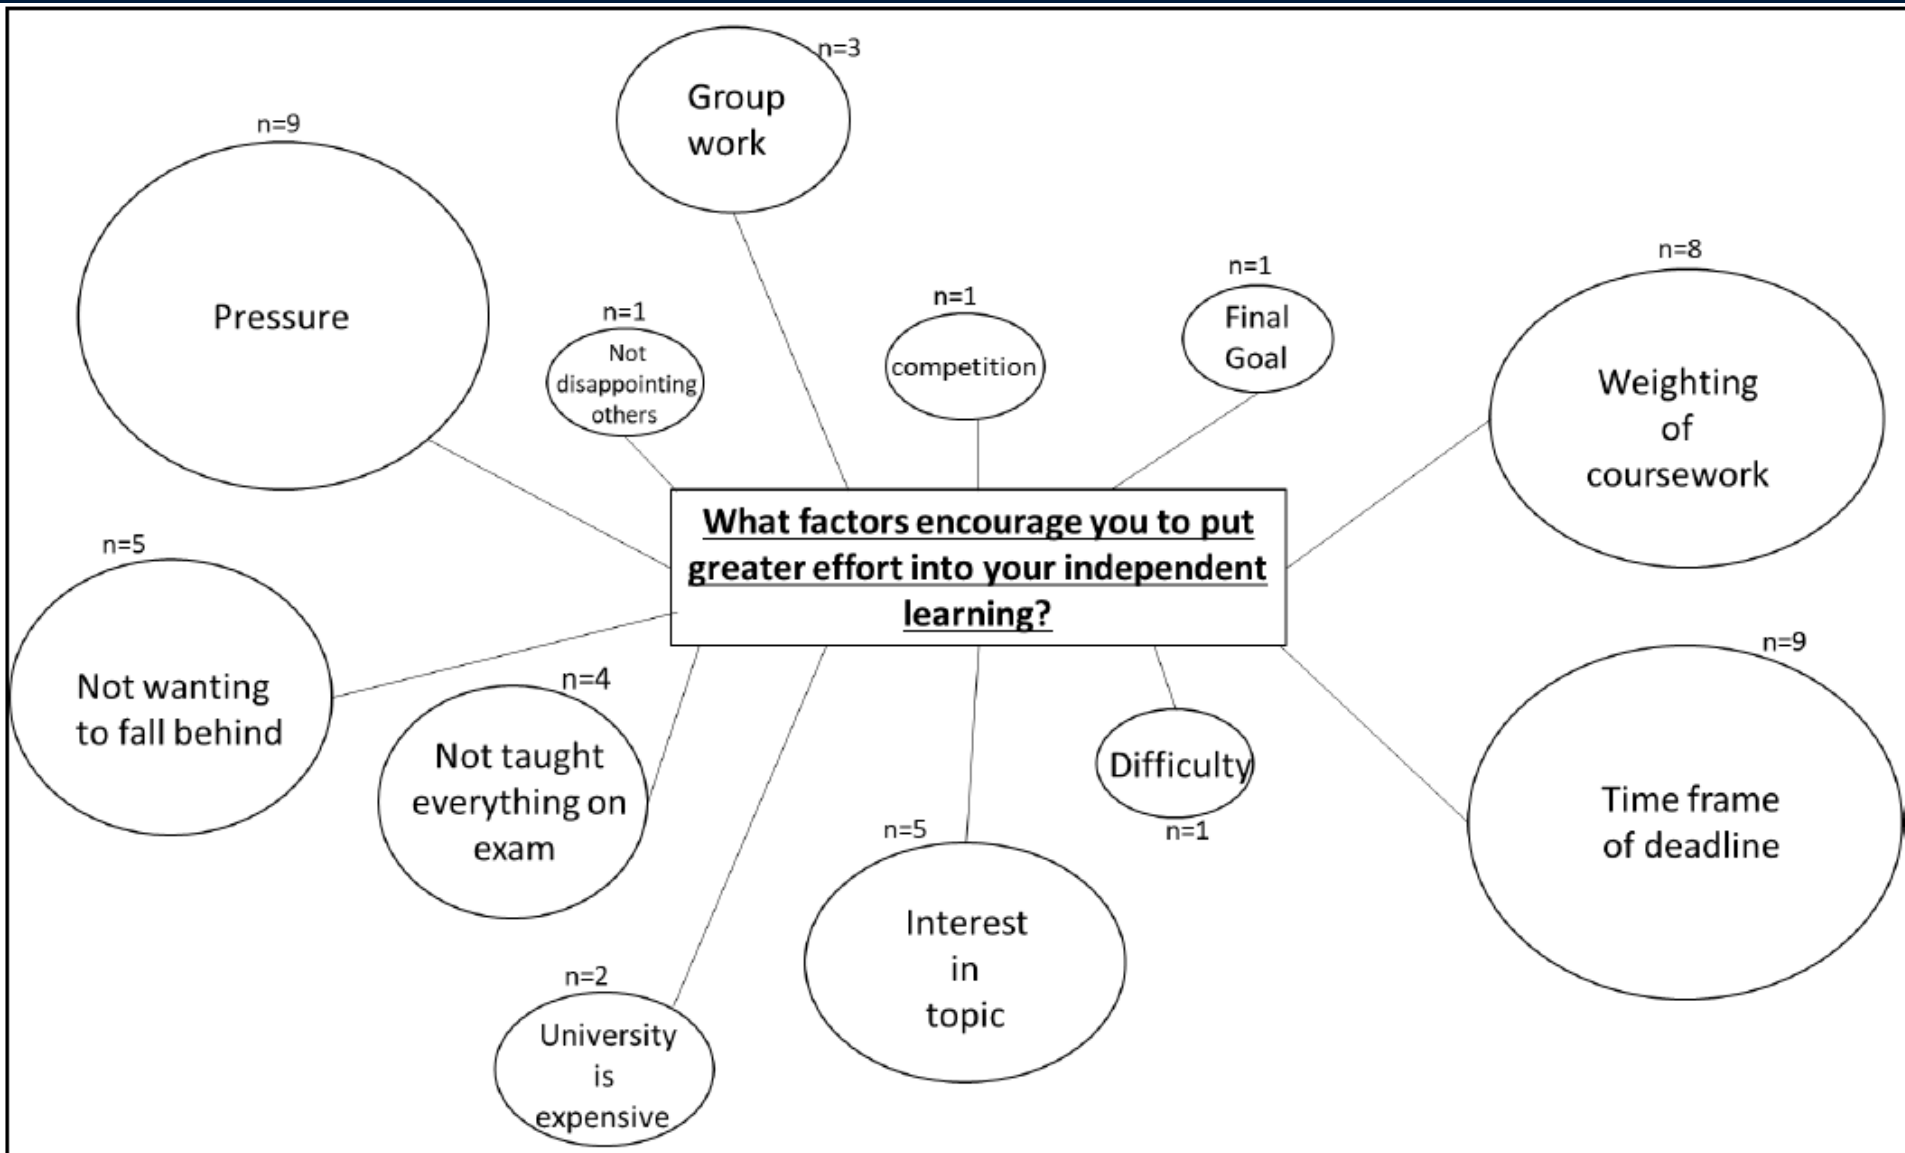 n=3
Group
work
n=9
Pressure
n=1
Not
disappointing
others
n=1
competition
n=1
Final
Goal
n=8
Weighting
of
coursework
What factors encourage you to put
greater effort into your independent
learning?
n=5
Not wanting
to fall behind
n=4
Not taught
everything on
exam
n=2
University
is
expensive
n=5
Interest
in
topic
Difficulty
n=1
n=9
Time frame
of deadline